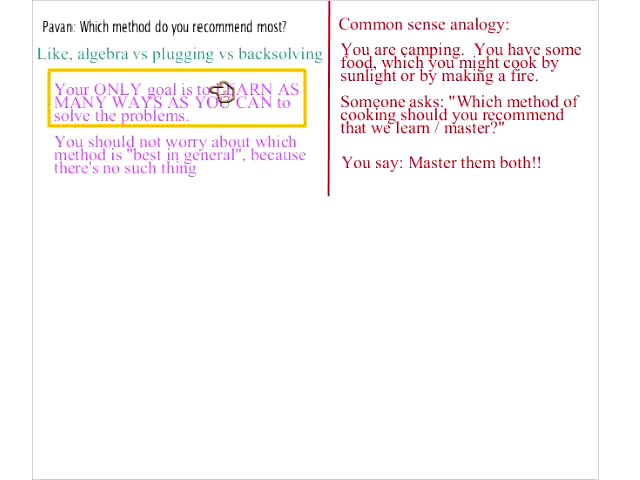 Pavan: Which method do you recommend most?
Like, algebra vs plugging vs backsolving
Your ONLY goal is to LEARN AS
MANY WAYS AS YOU CAN to
solve the problems.
You should not worry about which
method is "best in general", because
there's no such thing
Common sense analogy:
You are camping.  You have some
food, which you might cook by
sunlight or by making a fire.
Someone asks: "Which method of
cooking should you recommend
that we learn / master?"
You say: Master them both!!